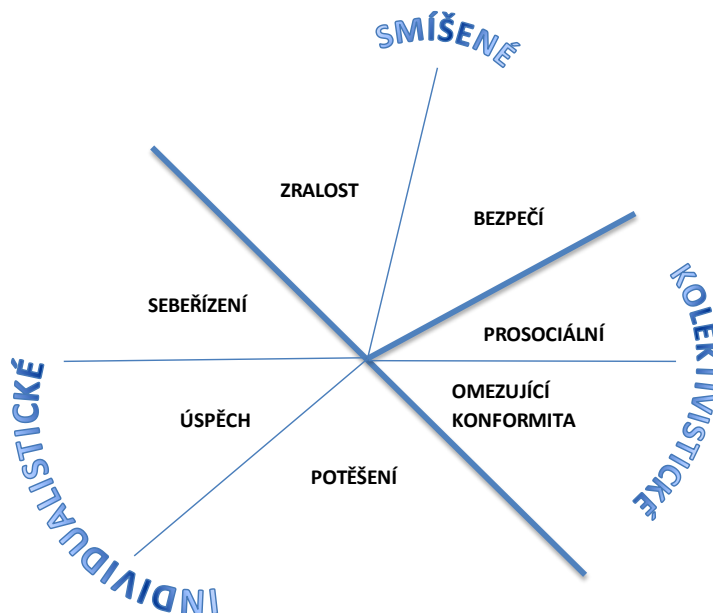 SMÍŠENÉ
ZRALOST
BEZPEČÍ
SEBEŘÍZENÍ
PROSOCIÁLNÍ
KOLEKTIVISTICKÉ
OMEZUJÍCÍ
KONFORMITA
ÚSPĚCH
POTĚŠENÍ
INDIVIDUALISTICKÉ